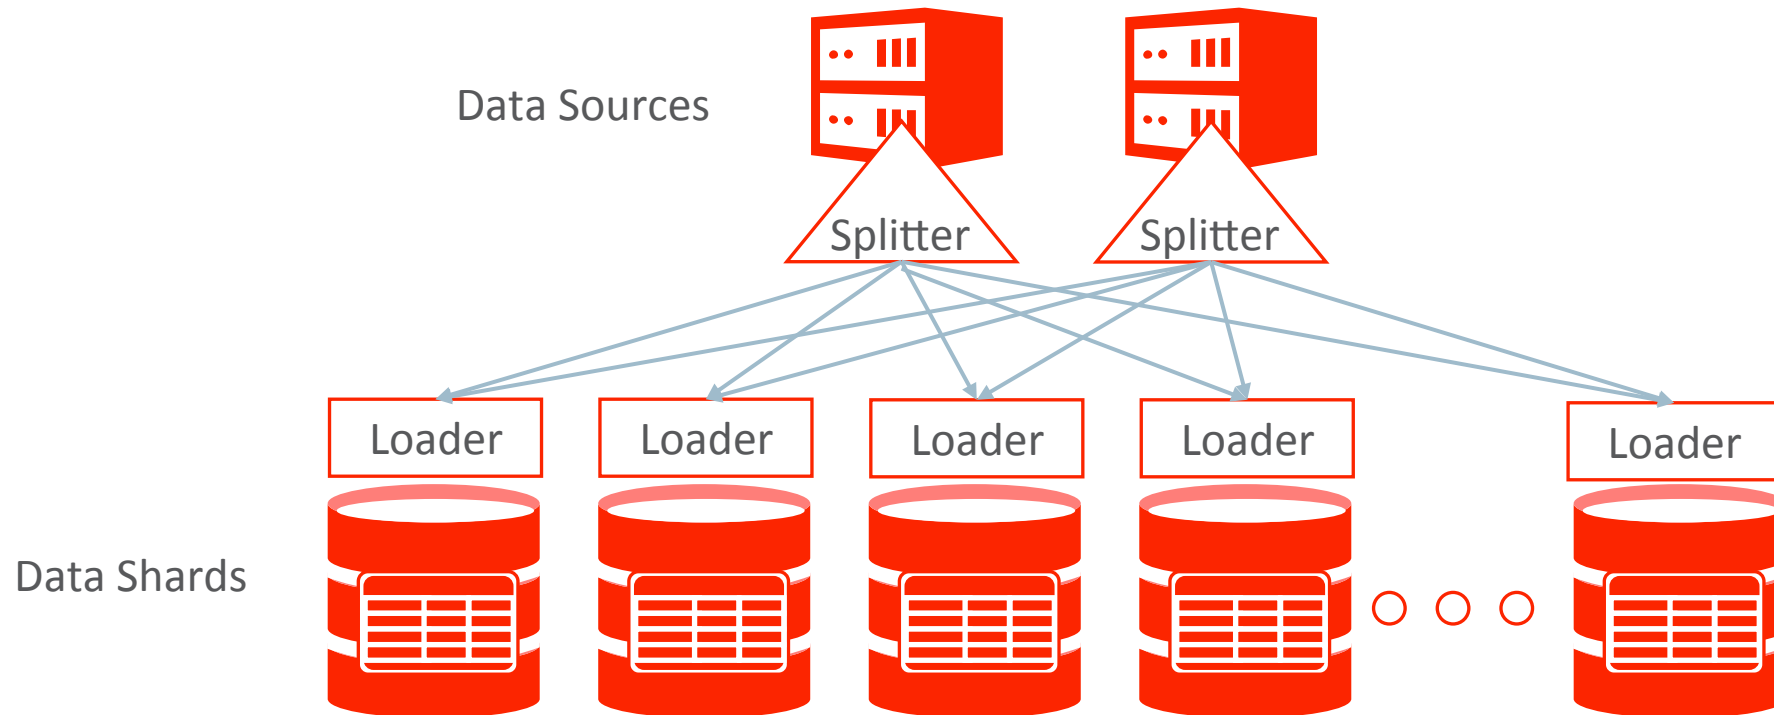 Data Sources
Splitter
Splitter
Loader
Loader
Loader
Loader
Loader
Data Shards